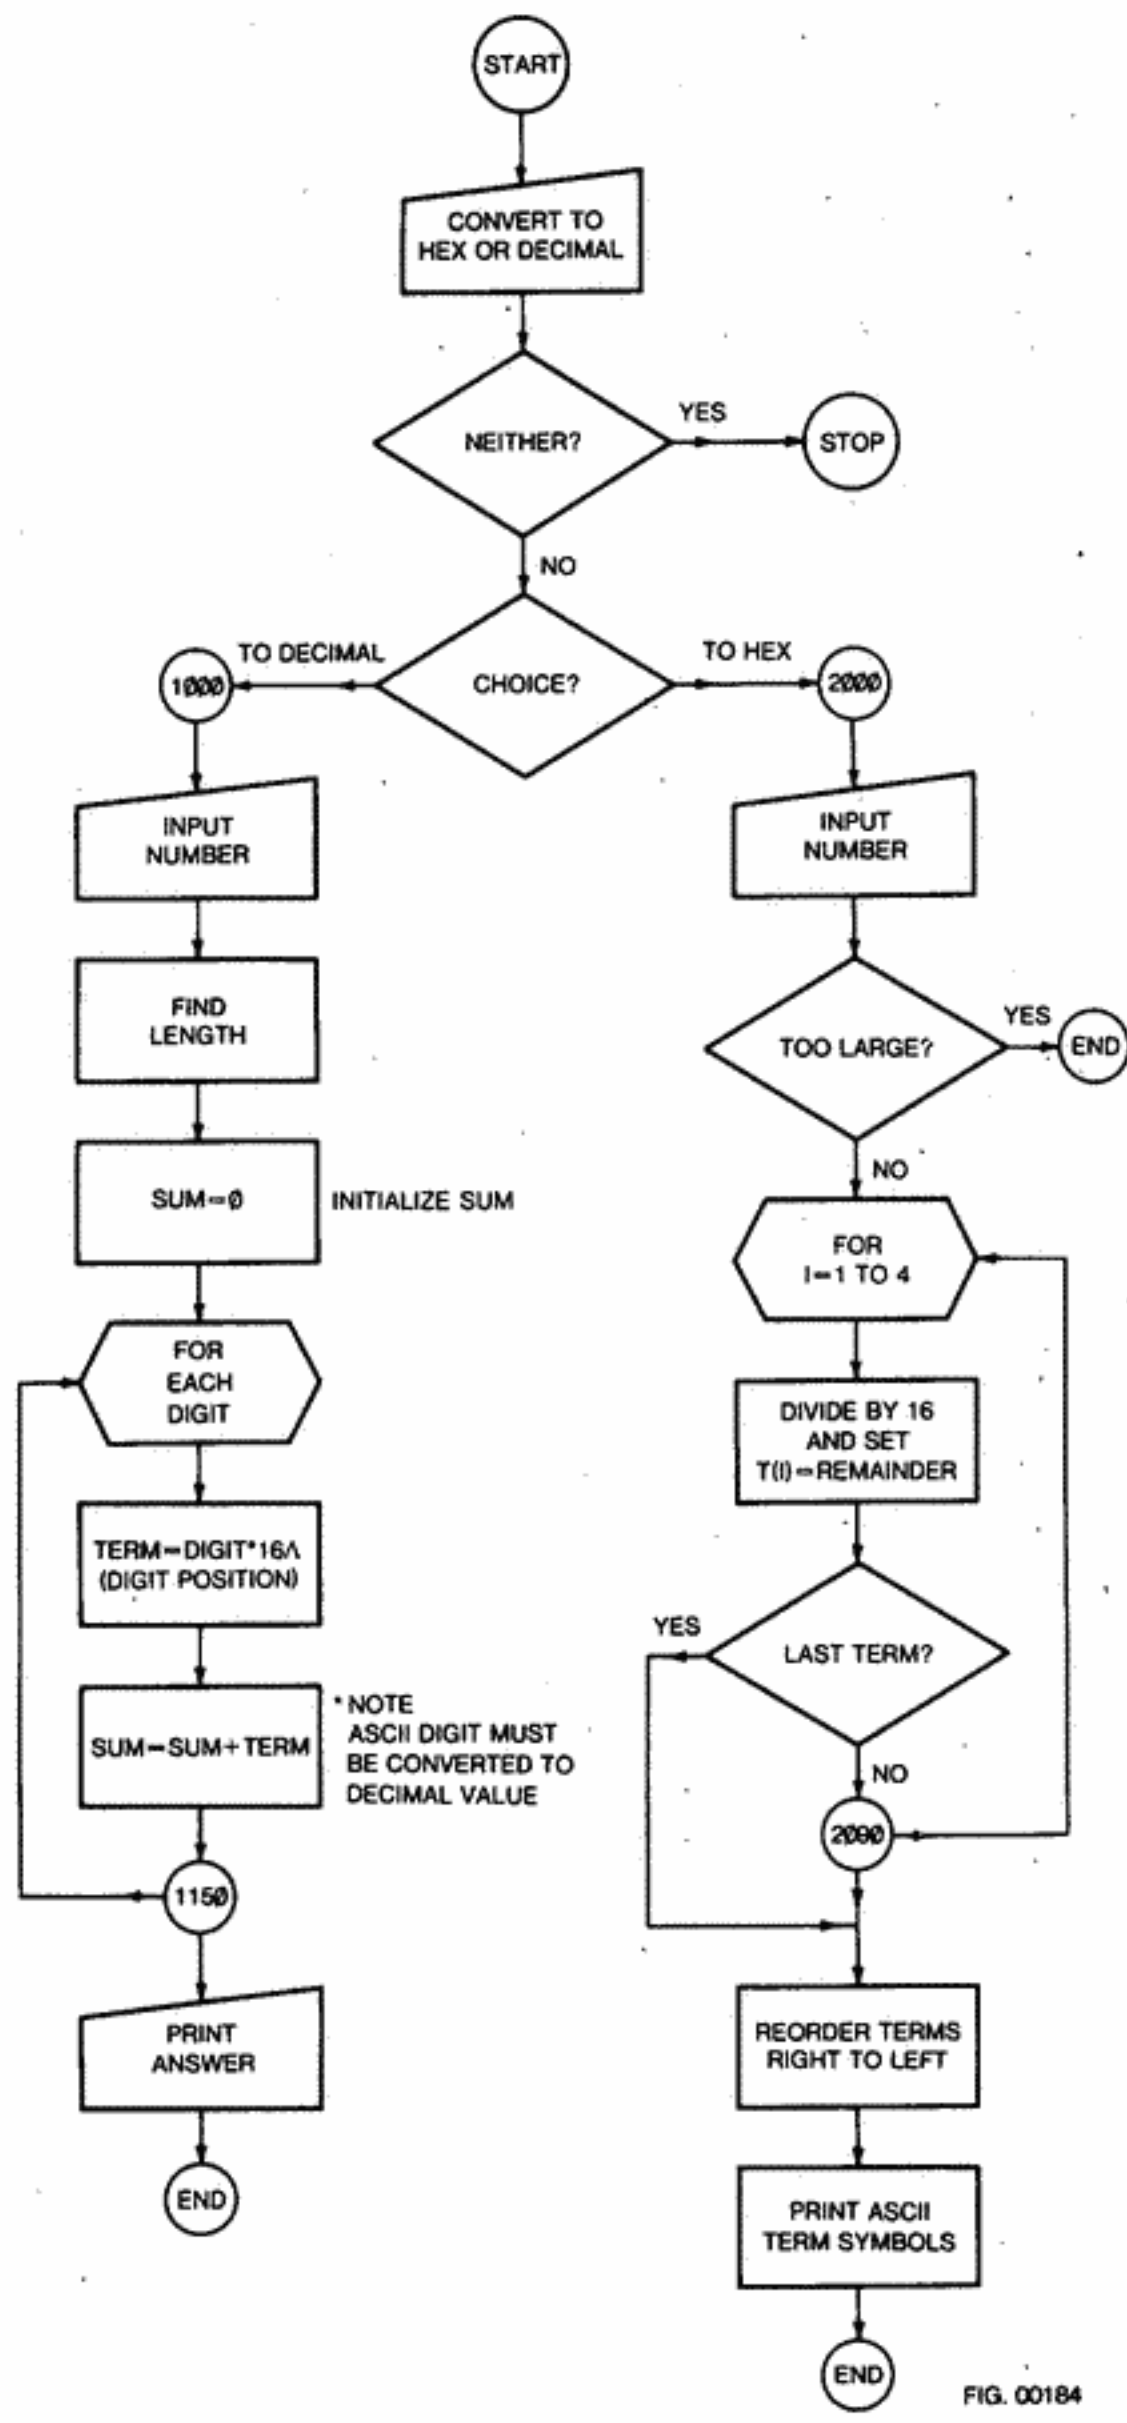 START
CONVERT TO
HEX OR DECIMAL
NEITHER?
YES
STOP
NO
CHOICE?
TO DECIMAL
1000
TO HEX
2000
INPUT
NUMBER
FIND
LENGTH
SUM=0
INITIALIZE SUM
FOR
EACH
DIGIT
TERM=DIGIT*16Λ
(DIGIT POSITION)
SUM=SUM+TERM
* NOTE
ASCII DIGIT MUST
BE CONVERTED TO
DECIMAL VALUE
1150
PRINT
ANSWER
END
INPUT
NUMBER
TOO LARGE?
YES
END
NO
FOR
I=1 TO 4
DIVIDE BY 16
AND SET
T(I)=REMAINDER
LAST TERM?
YES
NO
2090
REORDER TERMS
RIGHT TO LEFT
PRINT ASCII
TERM SYMBOLS
END
FIG. 00184